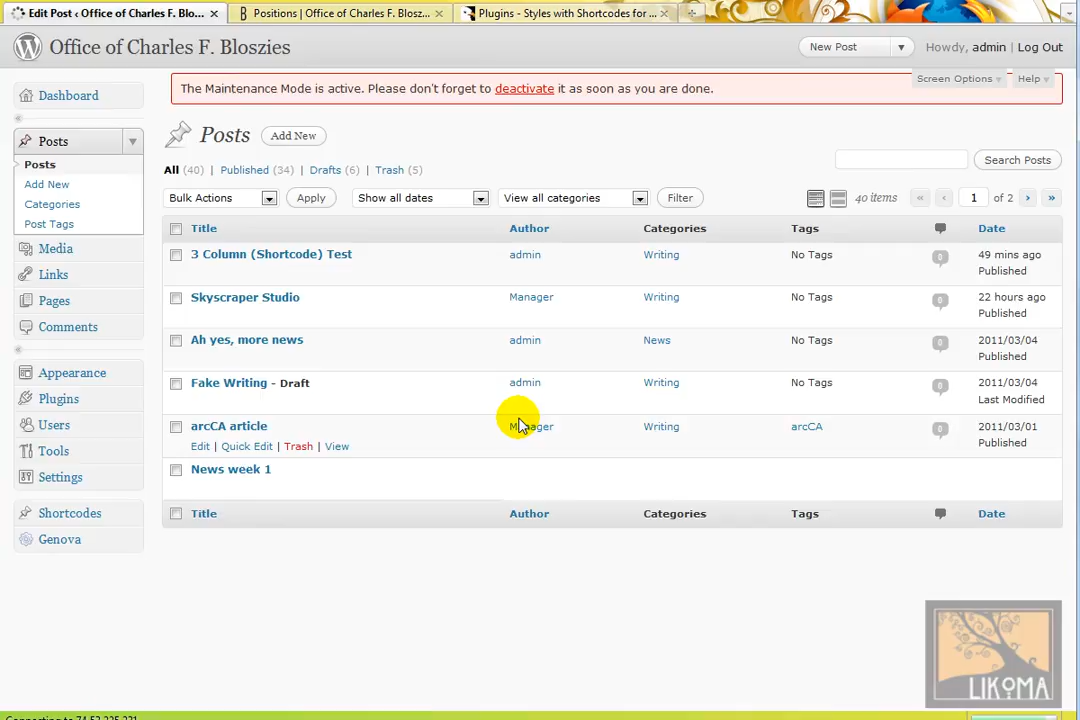 Edit Post ‹ Office of Charles F. Blo...
Positions | Office of Charles F. Blosz...
Plugins - Styles with Shortcodes for ...
Office of Charles F. Bloszies
New Post
Howdy, admin | Log Out
Screen Options
Help
The Maintenance Mode is active. Please don't forget to deactivate it as soon as you are done.
Dashboard
Posts
Posts
Add New
Categories
Post Tags
Media
Links
Pages
Comments
Appearance
Plugins
Users
Tools
Settings
Shortcodes
Genova
Posts
Add New
All (40) | Published (34) | Drafts (6) | Trash (5)
Search Posts
Bulk Actions
Apply
Show all dates
View all categories
Filter
40 items
«
‹
1 of 2
›
»
Title Author Categories Tags Date
3 Column (Shortcode) Test admin Writing No Tags 0 49 mins ago
Published
Skyscraper Studio Manager Writing No Tags 0 22 hours ago
Published
Ah yes, more news admin News No Tags 0 2011/03/04
Published
Fake Writing - Draft admin Writing No Tags 0 2011/03/04
Last Modified
arcCA article Manager Writing arcCA 0 2011/03/01
Edit | Quick Edit | Trash | View Published
News week 1
Title Author Categories Tags Date
LIKOMA